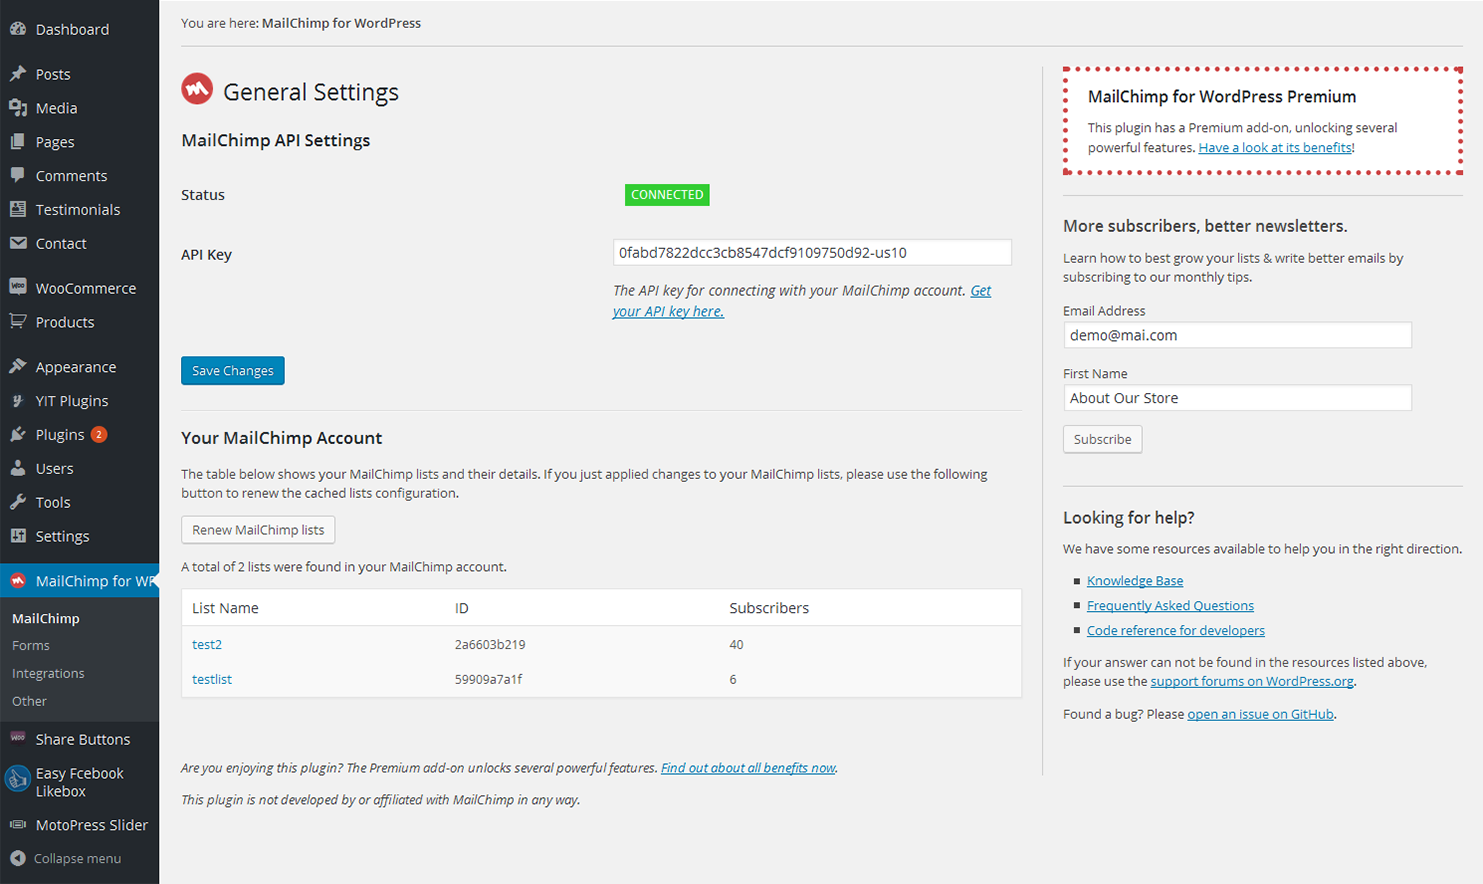 Dashboard
Posts
Media
Pages
Comments
Testimonials
Contact
WooCommerce
Products
Appearance
YIT Plugins
Plugins 2
Users
Tools
Settings
MailChimp for WP
MailChimp
Forms
Integrations
Other
Share Buttons
Easy Fcebook
Likebox
MotoPress Slider
Collapse menu
You are here: MailChimp for WordPress
General Settings
MailChimp API Settings
Status
CONNECTED
API Key
0fabd7822dcc3cb8547dcf9109750d92-us10
The API key for connecting with your MailChimp account. Get
your API key here.
Save Changes
Your MailChimp Account
The table below shows your MailChimp lists and their details. If you just applied changes to your MailChimp lists, please use the following
button to renew the cached lists configuration.
Renew MailChimp lists
A total of 2 lists were found in your MailChimp account.
List Name ID Subscribers
test2 2a6603b219 40
testlist 59909a7a1f 6
Are you enjoying this plugin? The Premium add-on unlocks several powerful features. Find out about all benefits now.
This plugin is not developed by or affiliated with MailChimp in any way.
MailChimp for WordPress Premium
This plugin has a Premium add-on, unlocking several
powerful features. Have a look at its benefits!
More subscribers, better newsletters.
Learn how to best grow your lists & write better emails by
subscribing to our monthly tips.
Email Address
demo@mai.com
First Name
About Our Store
Subscribe
Looking for help?
We have some resources available to help you in the right direction.
Knowledge Base
Frequently Asked Questions
Code reference for developers
If your answer can not be found in the resources listed above,
please use the support forums on WordPress.org.
Found a bug? Please open an issue on GitHub.